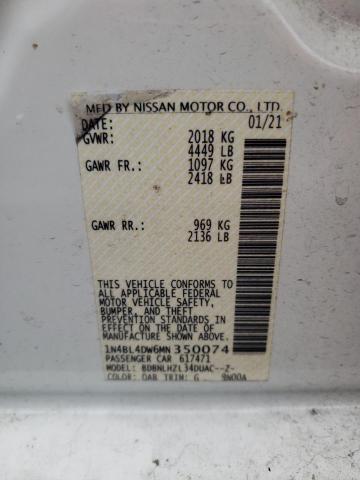 MFD BY NISSAN MOTOR CO., LTD.
DATE: 01/21
GVWR: 2018 KG
4449 LB
GAWR FR.: 1097 KG
2418 LB
GAWR RR.: 969 KG
2136 LB
THIS VEHICLE CONFORMS TO
ALL APPLICABLE FEDERAL
MOTOR VEHICLE SAFETY,
BUMPER, AND THEFT
PREVENTION STANDARDS IN
EFFECT ON THE DATE OF
MANUFACTURE SHOWN ABOVE.
1N4BL4DW6MN350074
PASSENGER CAR 617471
MODEL: BDBNLHZL34DUAC--Z-
COLOR: QAB TRIM: G 9N00A